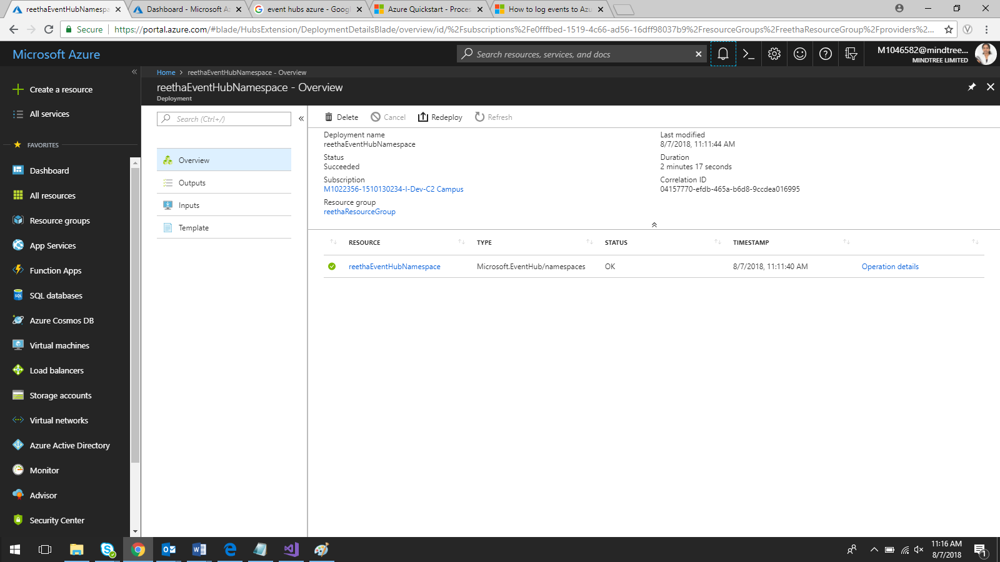 reethaEventHubNamespa
Dashboard - Microsoft Az
event hubs azure - Googl
Azure Quickstart - Proces
How to log events to Azu
Secure
https://portal.azure.com/#blade/HubsExtension/DeploymentDetailsBlade/overview/id/%2Fsubscriptions%2Fe0fffbed-1519-4c66-ad56-16dff98037b9%2FresourceGroups%2FreethaResourceGroup%2Fproviders%2...
Microsoft Azure
Search resources, services, and docs
M1046582@mindtree...
MINDTREE LIMITED
Create a resource
All services
FAVORITES
Dashboard
All resources
Resource groups
App Services
Function Apps
SQL databases
Azure Cosmos DB
Virtual machines
Load balancers
Storage accounts
Virtual networks
Azure Active Directory
Monitor
Advisor
Security Center
Home > reethaEventHubNamespace - Overview
reethaEventHubNamespace - Overview
Deployment
Search (Ctrl+/)
Overview
Outputs
Inputs
Template
Delete Cancel Redeploy Refresh
Deployment name
reethaEventHubNamespace
Status
Succeeded
Subscription
M1022356-1510130234-I-Dev-C2 Campus
Resource group
reethaResourceGroup
Last modified
8/7/2018, 11:11:44 AM
Duration
2 minutes 17 seconds
Correlation ID
04157770-efdb-465a-b6d8-9ccdea016995
RESOURCE TYPE STATUS TIMESTAMP
reethaEventHubNamespace Microsoft.EventHub/namespaces OK 8/7/2018, 11:11:40 AM Operation details
11:16 AM
8/7/2018
1